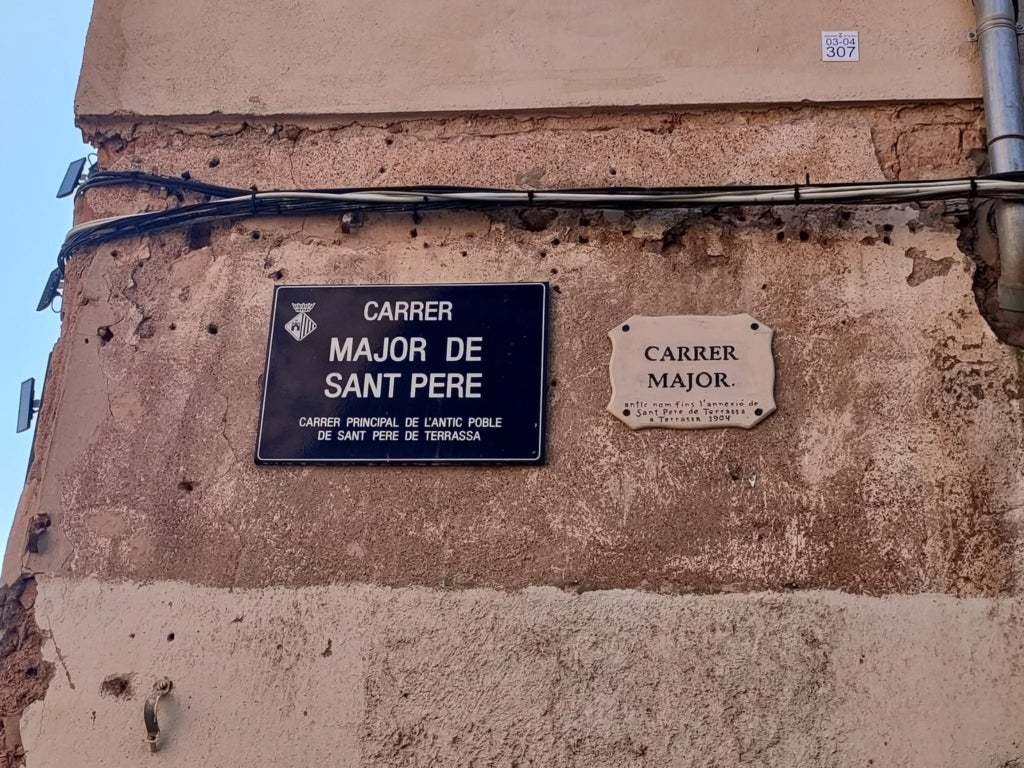 03-04
307
CARRER
MAJOR DE
SANT PERE
CARRER PRINCIPAL DE L'ANTIC POBLE
DE SANT PERE DE TERRASSA
CARRER
MAJOR.
antic nom fins l'annexió de
Sant Pere de Terrassa
a Terrassa 1904